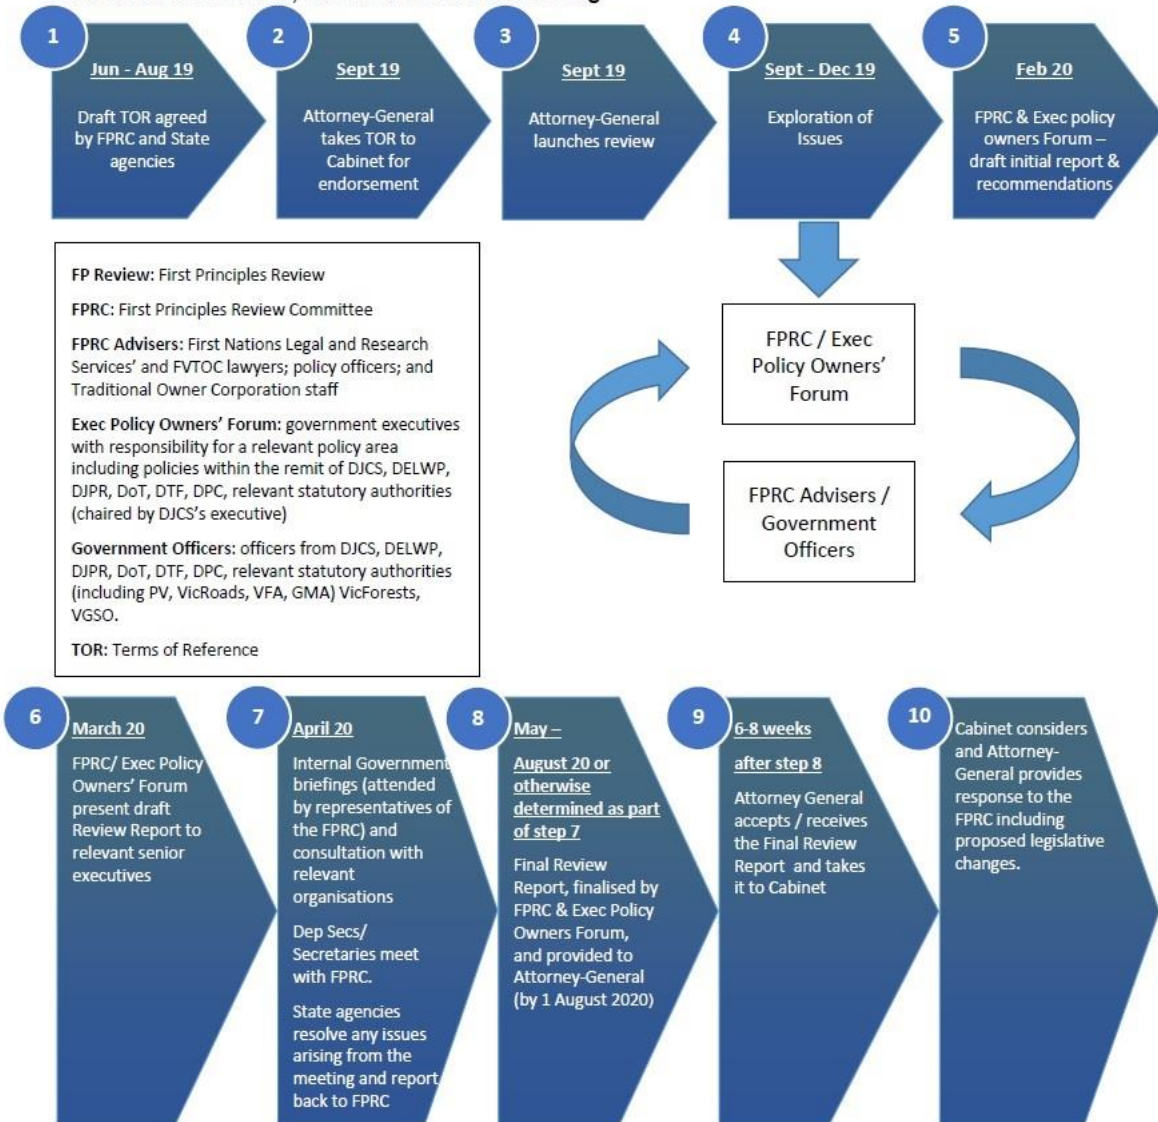 1
Jun - Aug 19
Draft TOR agreed
by FPRC and State
agencies
2
Sept 19
Attorney-General
takes TOR to
Cabinet for
endorsement
3
Sept 19
Attorney-General
launches review
4
Sept - Dec 19
Exploration of
Issues
5
Feb 20
FPRC & Exec policy
owners Forum –
draft initial report &
recommendations
FP Review: First Principles Review
FPRC: First Principles Review Committee
FPRC Advisers: First Nations Legal and Research
Services' and FVTOC lawyers; policy officers; and
Traditional Owner Corporation staff
Exec Policy Owners' Forum: government executives
with responsibility for a relevant policy area
including policies within the remit of DJCS, DELWP,
DJPR, DoT, DTF, DPC, relevant statutory authorities
(chaired by DJCS's executive)
Government Officers: officers from DJCS, DELWP,
DJPR, DoT, DTF, DPC, relevant statutory authorities
(including PV, VicRoads, VFA, GMA) VicForests,
VGSO.
TOR: Terms of Reference
FPRC / Exec
Policy Owners'
Forum
FPRC Advisers /
Government
Officers
6
March 20
FPRC/ Exec Policy
Owners' Forum
present draft
Review Report to
relevant senior
executives
7
April 20
Internal Government
briefings (attended
by representatives of
the FPRC) and
consultation with
relevant
organisations
Dep Secs/
Secretaries meet
with FPRC.
State agencies
resolve any issues
arising from the
meeting and report
back to FPRC
8
May –
August 20 or
otherwise
determined as part
of step 7
Final Review
Report, finalised by
FPRC & Exec Policy
Owners Forum,
and provided to
Attorney-General
(by 1 August 2020)
9
6-8 weeks
after step 8
Attorney General
accepts / receives
the Final Review
Report and takes
it to Cabinet
10
Cabinet considers
and Attorney-
General provides
response to the
FPRC including
proposed legislative
changes.